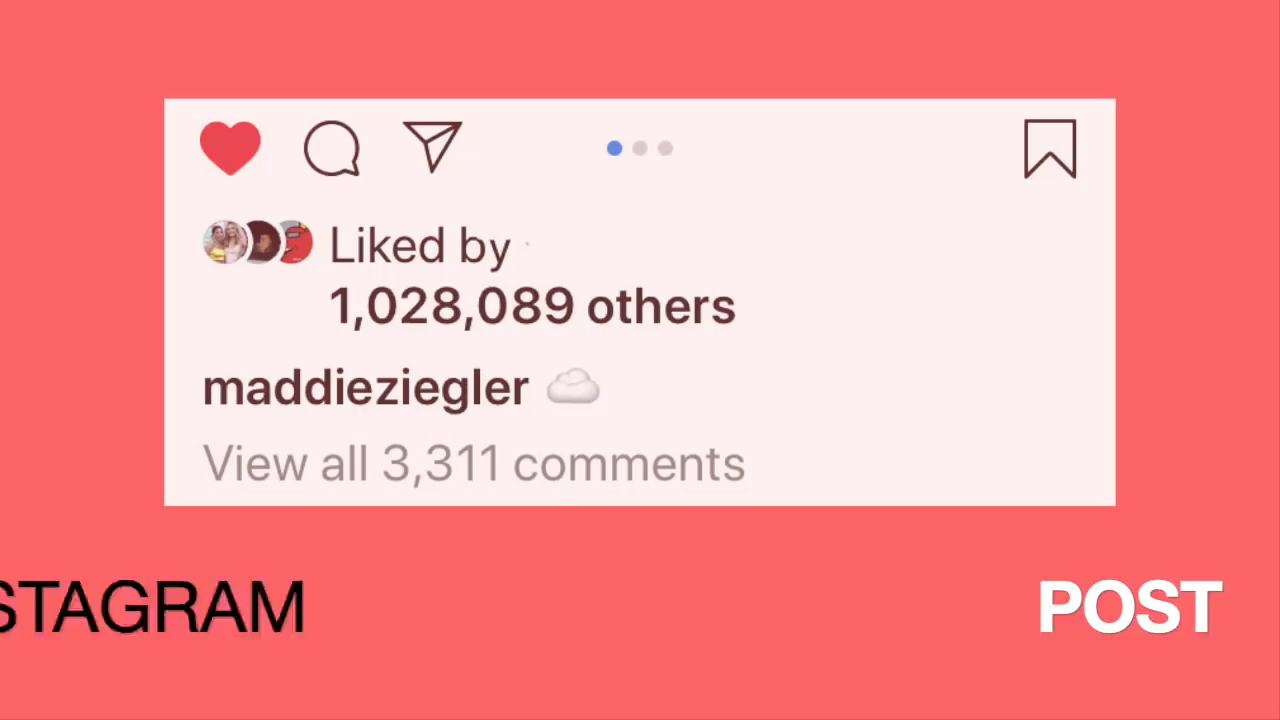 Liked by
1,028,089 others
maddieziegler ☁️
View all 3,311 comments
STAGRAM POST